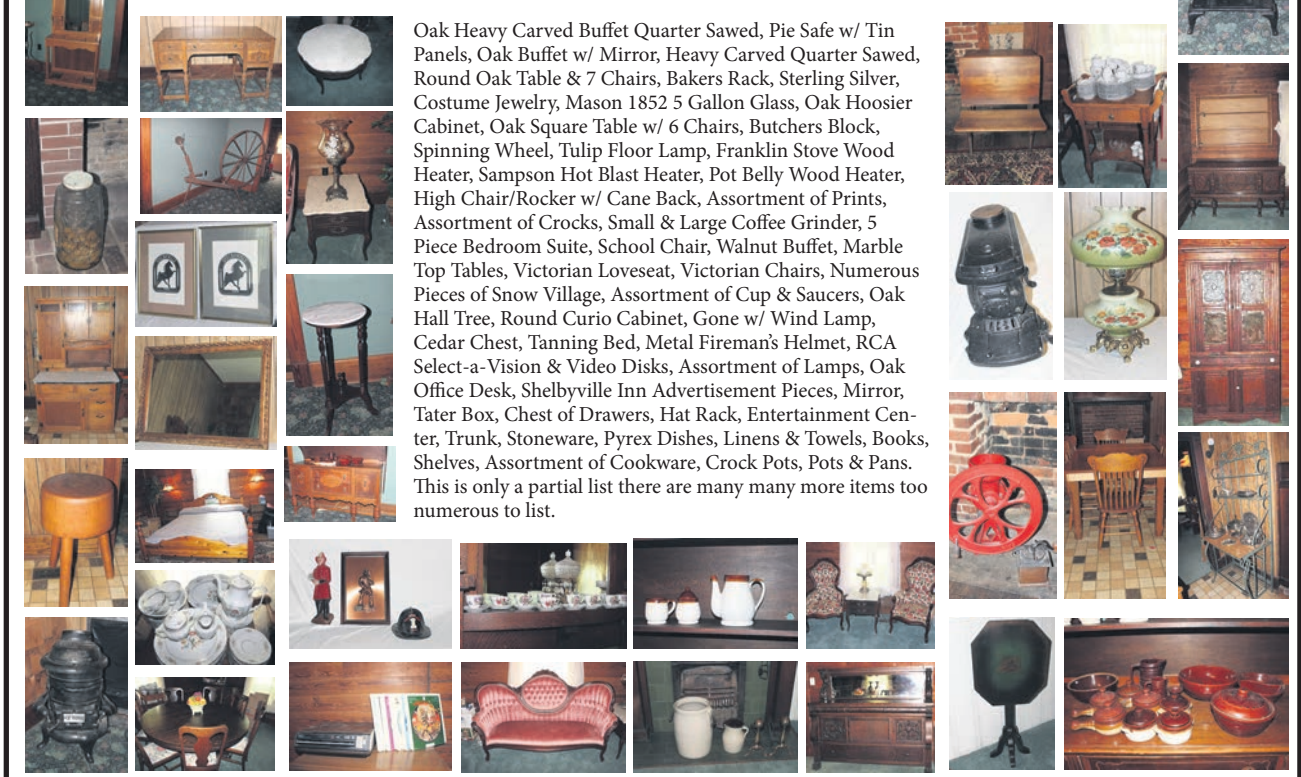 Oak Heavy Carved Buffet Quarter Sawed, Pie Safe w/ Tin
Panels, Oak Buffet w/ Mirror, Heavy Carved Quarter Sawed,
Round Oak Table & 7 Chairs, Bakers Rack, Sterling Silver,
Costume Jewelry, Mason 1852 5 Gallon Glass, Oak Hoosier
Cabinet, Oak Square Table w/ 6 Chairs, Butchers Block,
Spinning Wheel, Tulip Floor Lamp, Franklin Stove Wood
Heater, Sampson Hot Blast Heater, Pot Belly Wood Heater,
High Chair/Rocker w/ Cane Back, Assortment of Prints,
Assortment of Crocks, Small & Large Coffee Grinder, 5
Piece Bedroom Suite, School Chair, Walnut Buffet, Marble
Top Tables, Victorian Loveseat, Victorian Chairs, Numerous
Pieces of Snow Village, Assortment of Cup & Saucers, Oak
Hall Tree, Round Curio Cabinet, Gone w/ Wind Lamp,
Cedar Chest, Tanning Bed, Metal Fireman's Helmet, RCA
Select-a-Vision & Video Disks, Assortment of Lamps, Oak
Office Desk, Shelbyville Inn Advertisement Pieces, Mirror,
Tater Box, Chest of Drawers, Hat Rack, Entertainment Cen-
ter, Trunk, Stoneware, Pyrex Dishes, Linens & Towels, Books,
Shelves, Assortment of Cookware, Crock Pots, Pots & Pans.
This is only a partial list there are many many more items too
numerous to list.